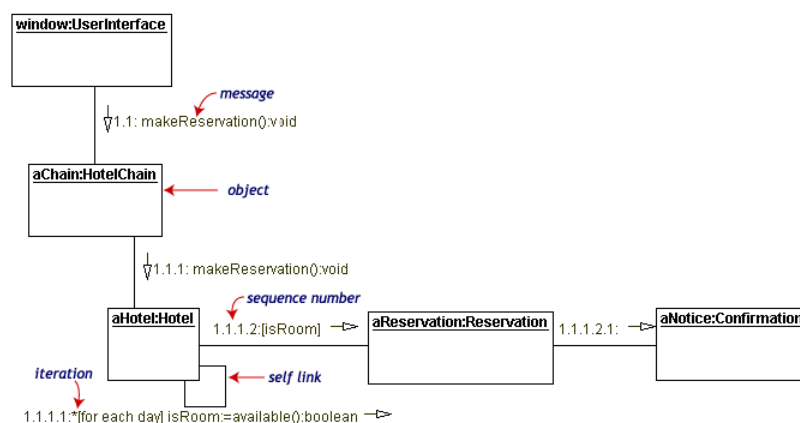 window:UserInterface
message
1.1: makeReservation():void
aChain:HotelChain
object
1.1.1: makeReservation():void
sequence number
aHotel:Hotel
1.1.1.2:[isRoom]
aReservation:Reservation
1.1.1.2.1:
aNotice:Confirmation
iteration
self link
1.1.1.1:*[for each day] isRoom:=available():boolean